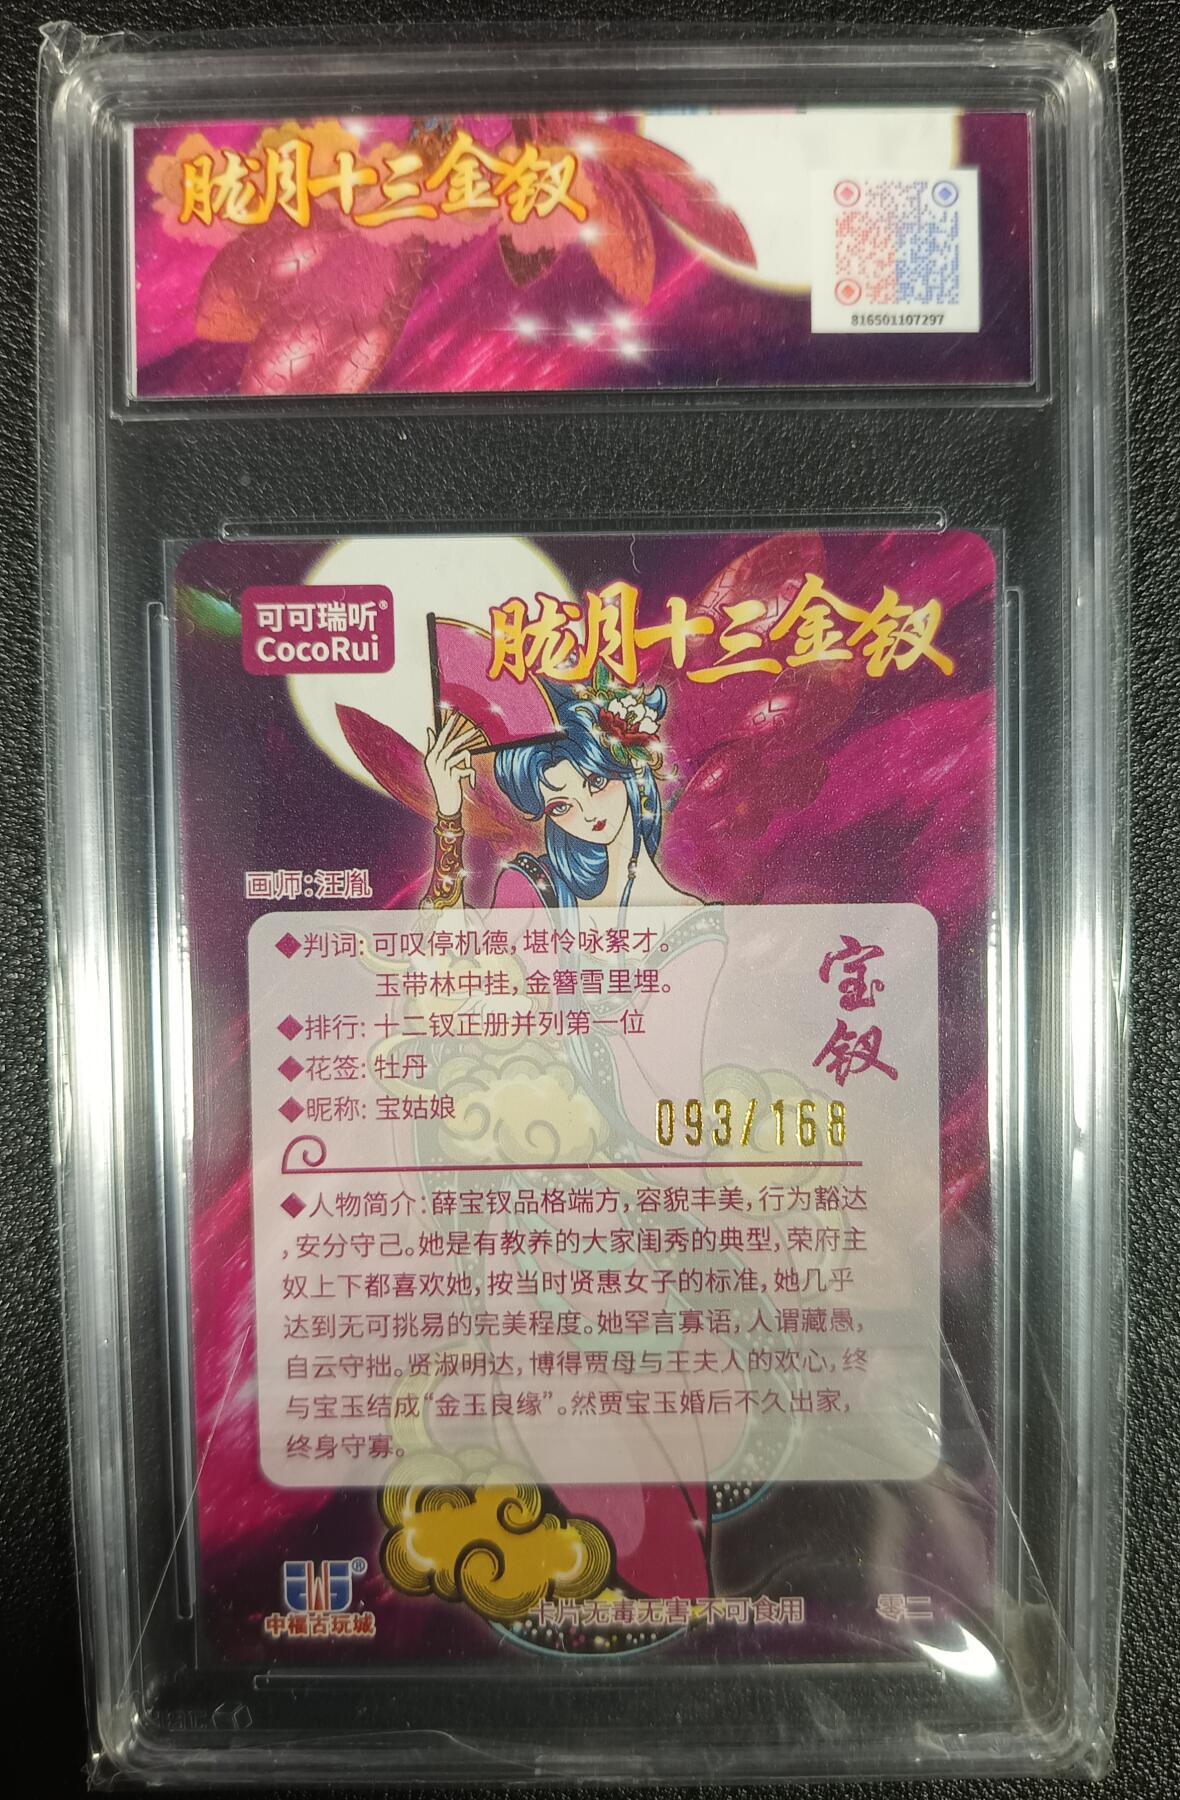 胧月十三金钗
816501107297
可可瑞听®
CocoRui
胧月十三金钗
画师:汪胤
◆判词: 可叹停机德,堪怜咏絮才。
玉带林中挂,金簪雪里埋。
◆排行: 十二钗正册并列第一位
◆花签: 牡丹
◆昵称: 宝姑娘
宝钗
093/168
◆人物简介:薛宝钗品格端方,容貌丰美,行为豁达
,安分守己。她是有教养的大家闺秀的典型,荣府主
奴上下都喜欢她,按当时贤惠女子的标准,她几乎
达到无可挑易的完美程度。她罕言寡语,人谓藏愚,
自云守拙。贤淑明达,博得贾母与王夫人的欢心,终
与宝玉结成“金玉良缘”。然贾宝玉婚后不久出家,
终身守寡。
®
中福古玩城
卡片无毒无害 不可食用
零二